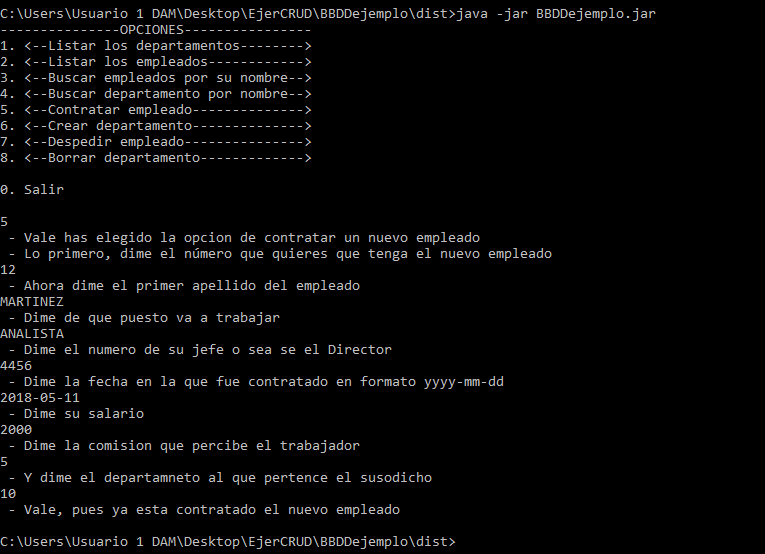 C:\Users\Usuario 1 DAM\Desktop\EjerCRUD\BBDDejemplo\dist>java -jar BBDDejemplo.jar
---------------OPCIONES----------------
1. <--Listar los departamentos-------->
2. <--Listar los empleados------------>
3. <--Buscar empleados por su nombre-->
4. <--Buscar departamento por nombre-->
5. <--Contratar empleado-------------->
6. <--Crear departamento-------------->
7. <--Despedir empleado--------------->
8. <--Borrar departamento------------->
0. Salir
5
 - Vale has elegido la opcion de contratar un nuevo empleado
 - Lo primero, dime el número que quieres que tenga el nuevo empleado
12
 - Ahora dime el primer apellido del empleado
MARTINEZ
 - Dime de que puesto va a trabajar
ANALISTA
 - Dime el numero de su jefe o sea se el Director
4456
 - Dime la fecha en la que fue contratado en formato yyyy-mm-dd
2018-05-11
 - Dime su salario
2000
 - Dime la comision que percibe el trabajador
5
 - Y dime el departamneto al que pertence el susodicho
10
 - Vale, pues ya esta contratado el nuevo empleado
C:\Users\Usuario 1 DAM\Desktop\EjerCRUD\BBDDejemplo\dist>